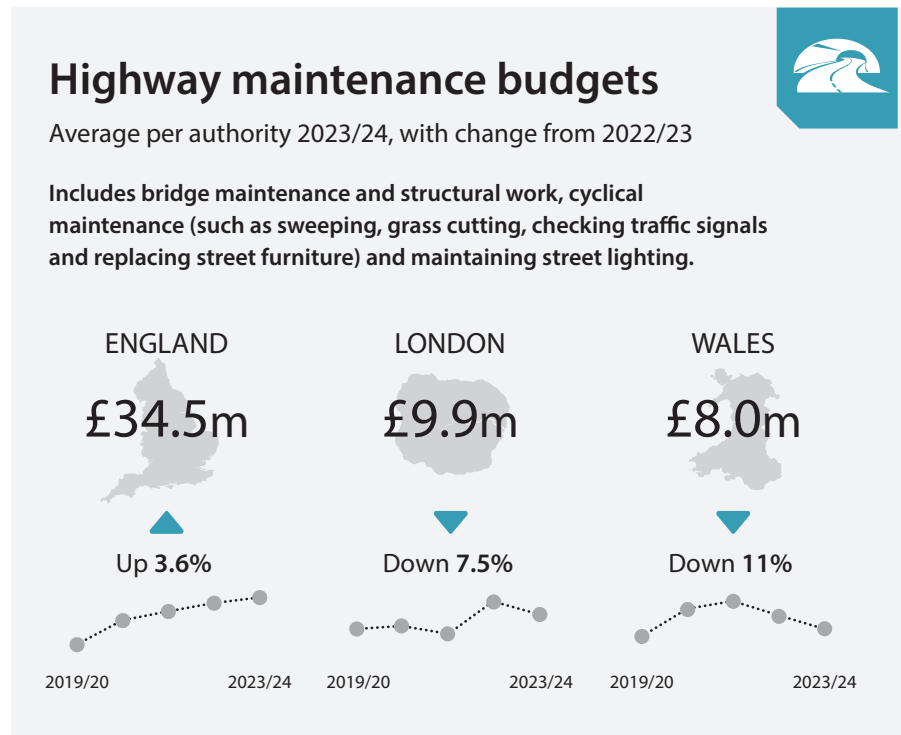 Highway maintenance budgets
Average per authority 2023/24, with change from 2022/23
Includes bridge maintenance and structural work, cyclical
maintenance (such as sweeping, grass cutting, checking traffic signals
and replacing street furniture) and maintaining street lighting.
ENGLAND
£34.5m
Up 3.6%
2019/20 2023/24
LONDON
£9.9m
Down 7.5%
2019/20 2023/24
WALES
£8.0m
Down 11%
2019/20 2023/24